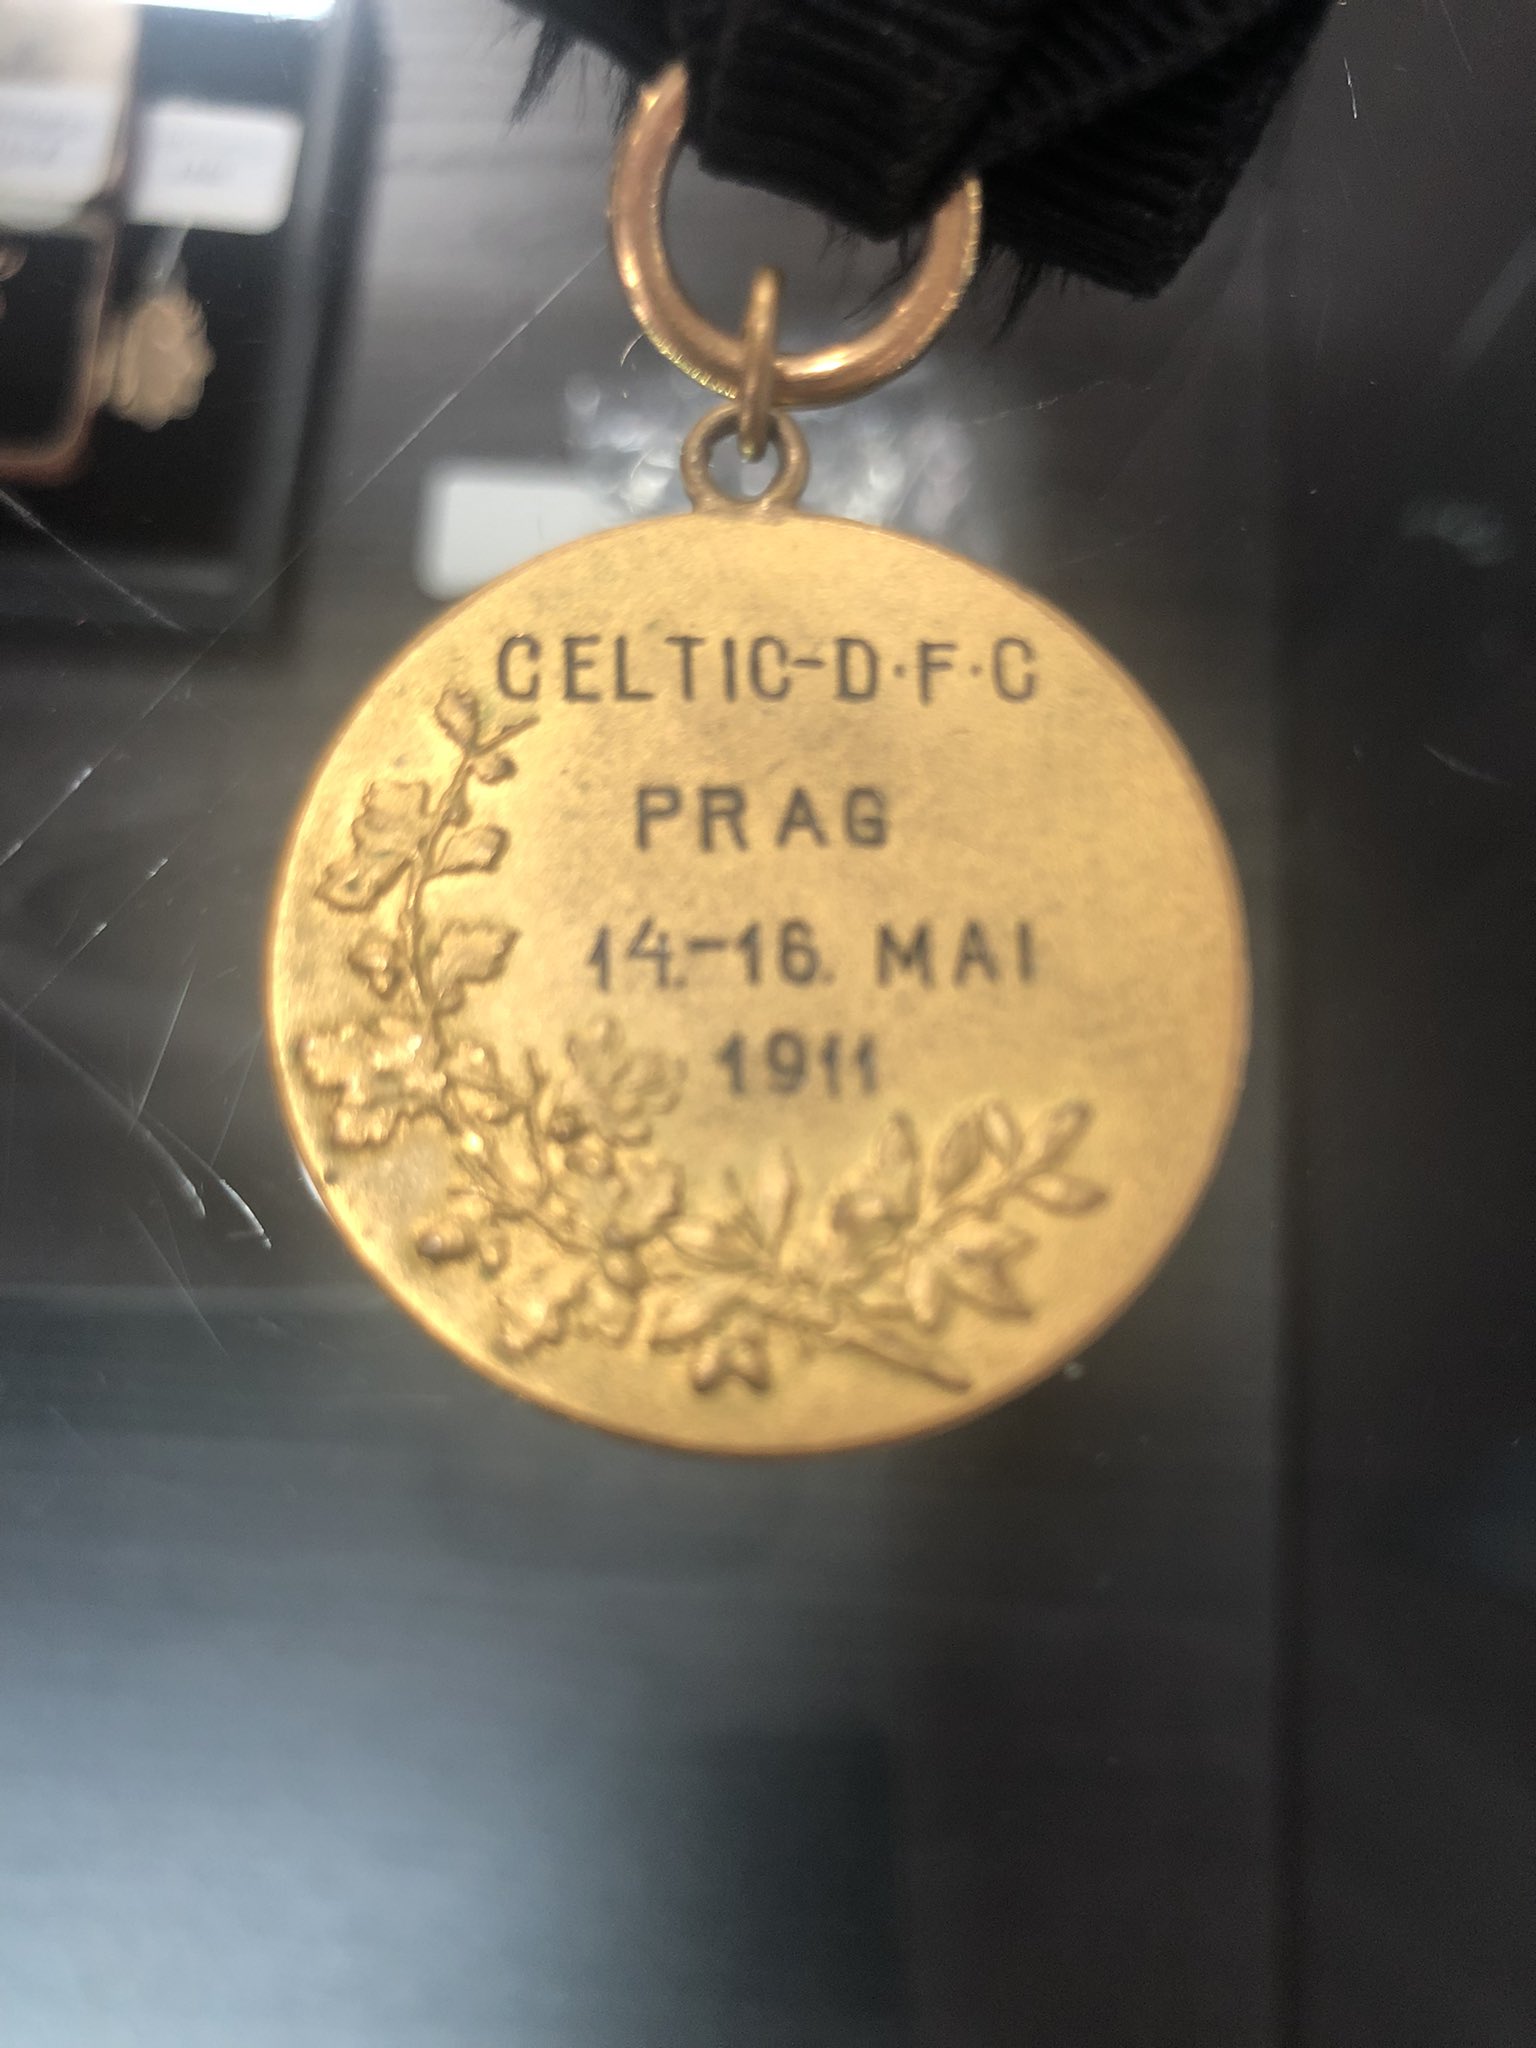 CELTIC-D·F·C
PRAG
14.-16. MAI
1911